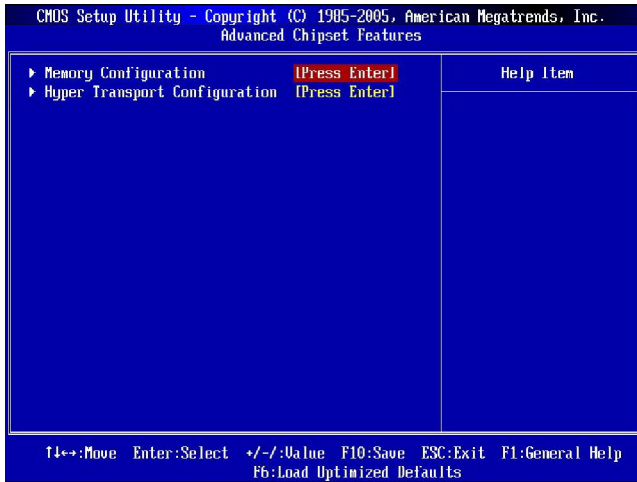 CMOS Setup Utility - Copyright (C) 1985-2005, American Megatrends, Inc.
Advanced Chipset Features
▶ Memory Configuration [Press Enter]
▶ Hyper Transport Configuration [Press Enter]
Help Item
↑↓←→:Move Enter:Select +/-/:Value F10:Save ESC:Exit F1:General Help
F6:Load Optimized Defaults